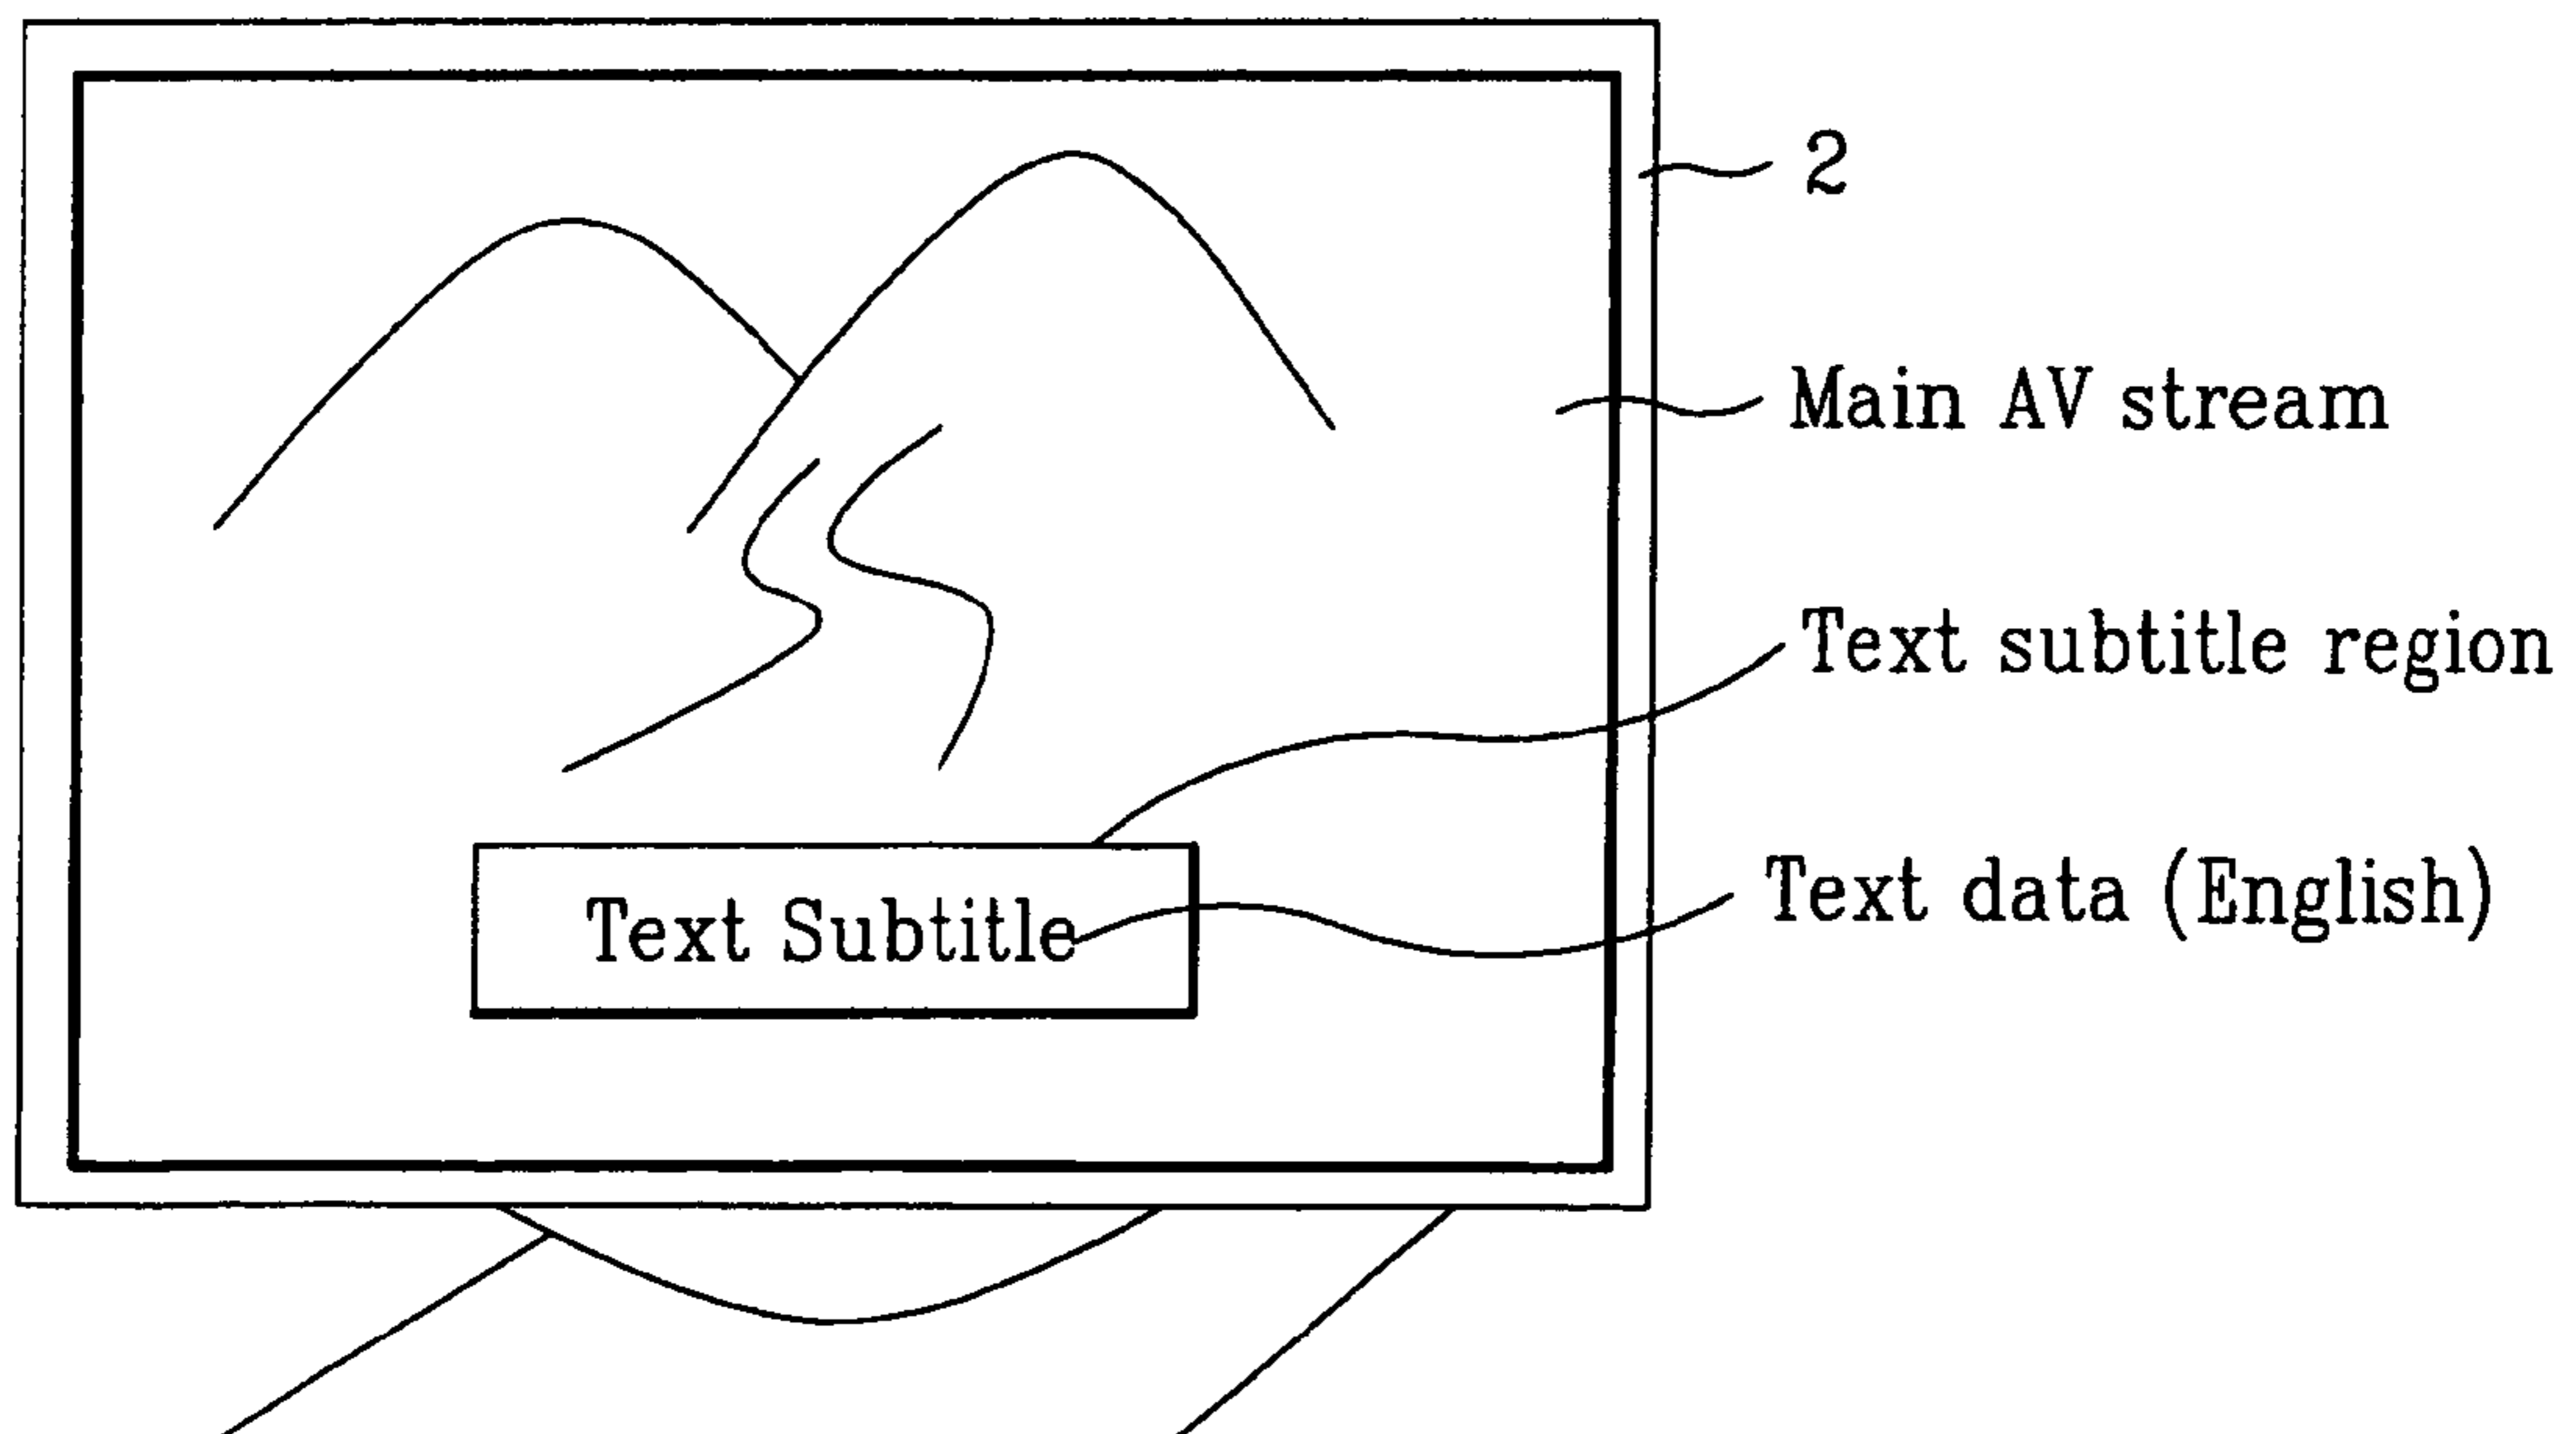 2
Main AV stream
Text subtitle region
Text data (English)
Text Subtitle